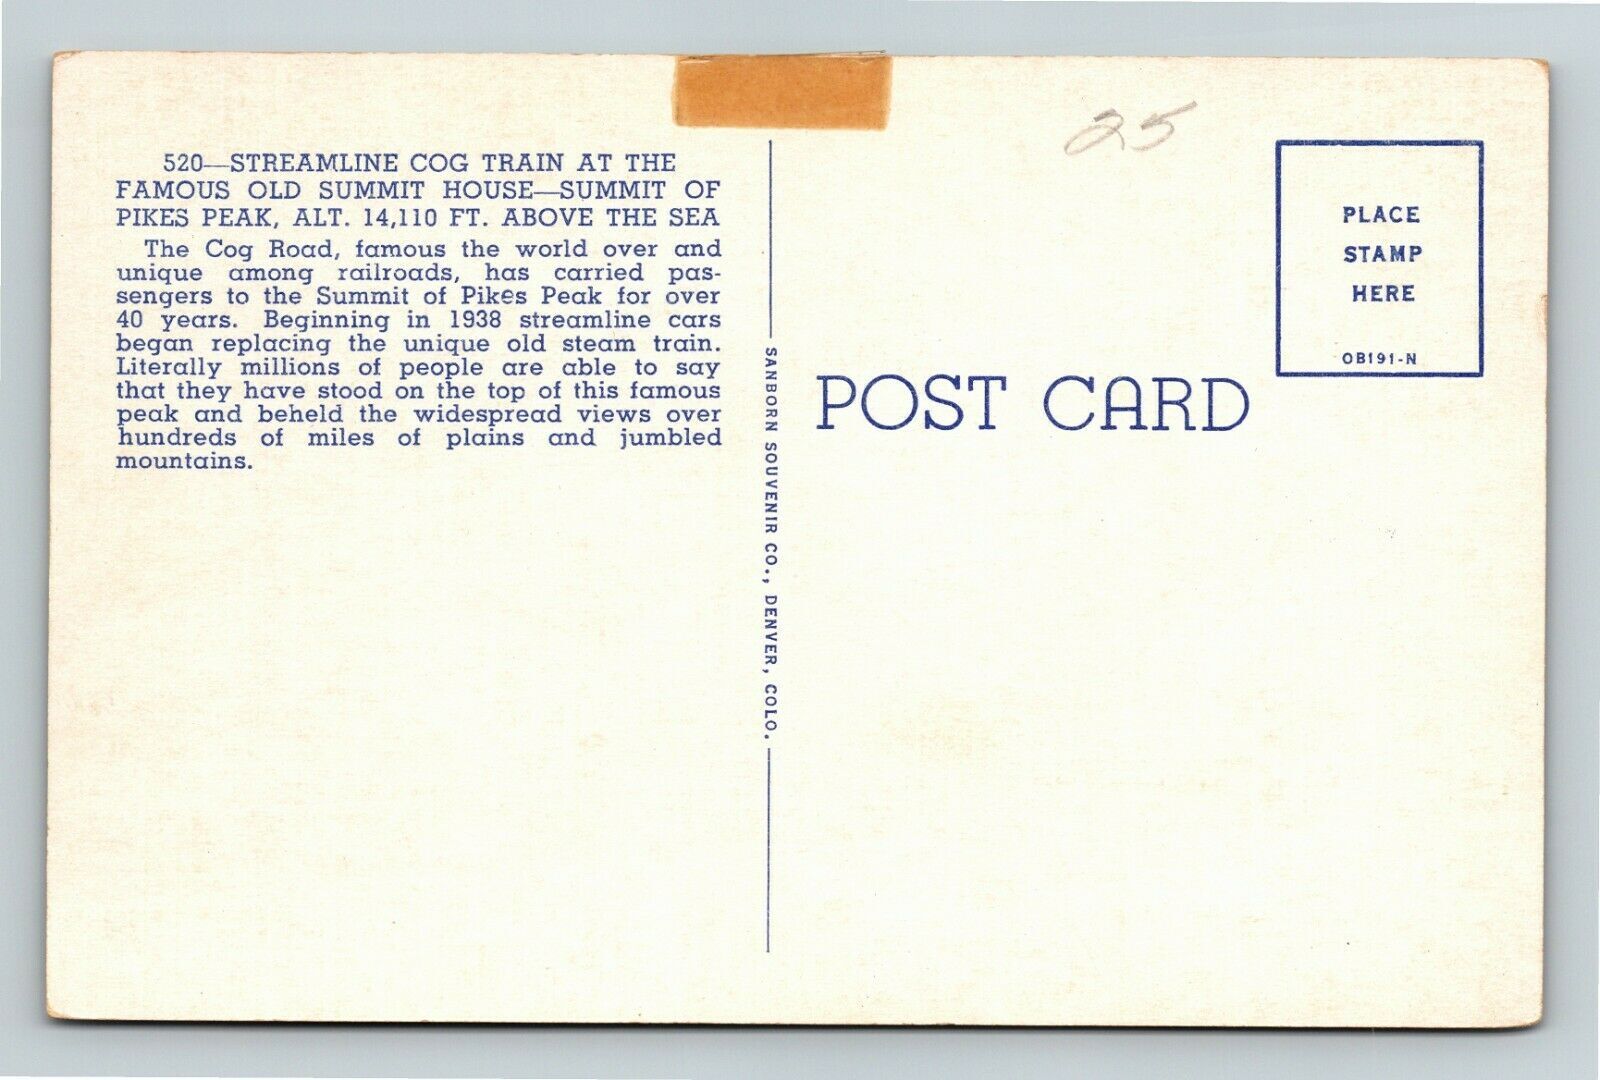 520—STREAMLINE COG TRAIN AT THE
FAMOUS OLD SUMMIT HOUSE—SUMMIT OF
PIKES PEAK, ALT. 14,110 FT. ABOVE THE SEA
The Cog Road, famous the world over and
unique among railroads, has carried pas-
sengers to the Summit of Pikes Peak for over
40 years. Beginning in 1938 streamline cars
began replacing the unique old steam train.
Literally millions of people are able to say
that they have stood on the top of this famous
peak and beheld the widespread views over
hundreds of miles of plains and jumbled
mountains.
SANBORN SOUVENIR CO., DENVER, COLO.
25
PLACE
STAMP
HERE
OB191-N
POST CARD